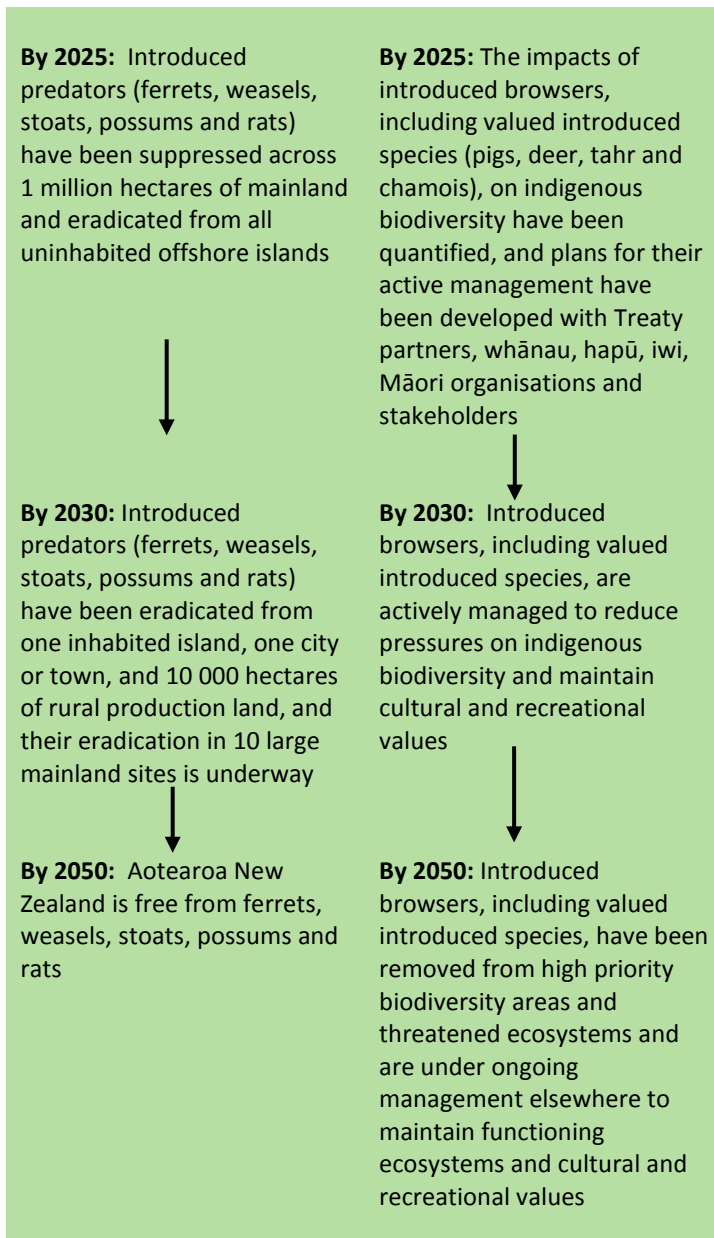 By 2025: Introduced
predators (ferrets, weasels,
stoats, possums and rats)
have been suppressed across
1 million hectares of mainland
and eradicated from all
uninhabited offshore islands
By 2030: Introduced
predators (ferrets, weasels,
stoats, possums and rats)
have been eradicated from
one inhabited island, one city
or town, and 10 000 hectares
of rural production land, and
their eradication in 10 large
mainland sites is underway
By 2050: Aotearoa New
Zealand is free from ferrets,
weasels, stoats, possums and
rats
By 2025: The impacts of
introduced browsers,
including valued introduced
species (pigs, deer, tahr and
chamois), on indigenous
biodiversity have been
quantified, and plans for their
active management have
been developed with Treaty
partners, whānau, hapū, iwi,
Māori organisations and
stakeholders
By 2030: Introduced
browsers, including valued
introduced species, are
actively managed to reduce
pressures on indigenous
biodiversity and maintain
cultural and recreational
values
By 2050: Introduced
browsers, including valued
introduced species, have been
removed from high priority
biodiversity areas and
threatened ecosystems and
are under ongoing
management elsewhere to
maintain functioning
ecosystems and cultural and
recreational values